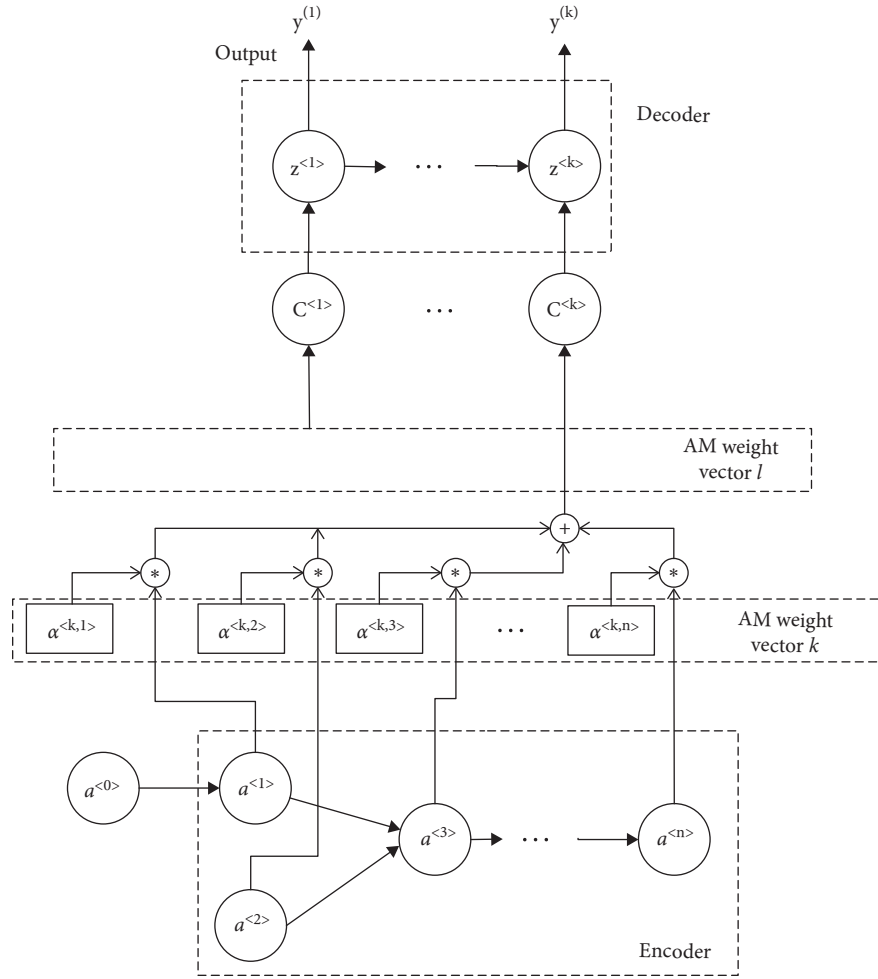 y(1)
y(k)
Output
Decoder
z<1>
...
z<k>
C<1>
...
C<k>
AM weight
vector l
+
*
*
*
*
α<k,1>
α<k,2>
α<k,3>
...
α<k,n>
AM weight
vector k
a<0>
a<1>
a<3>
...
a<n>
a<2>
Encoder